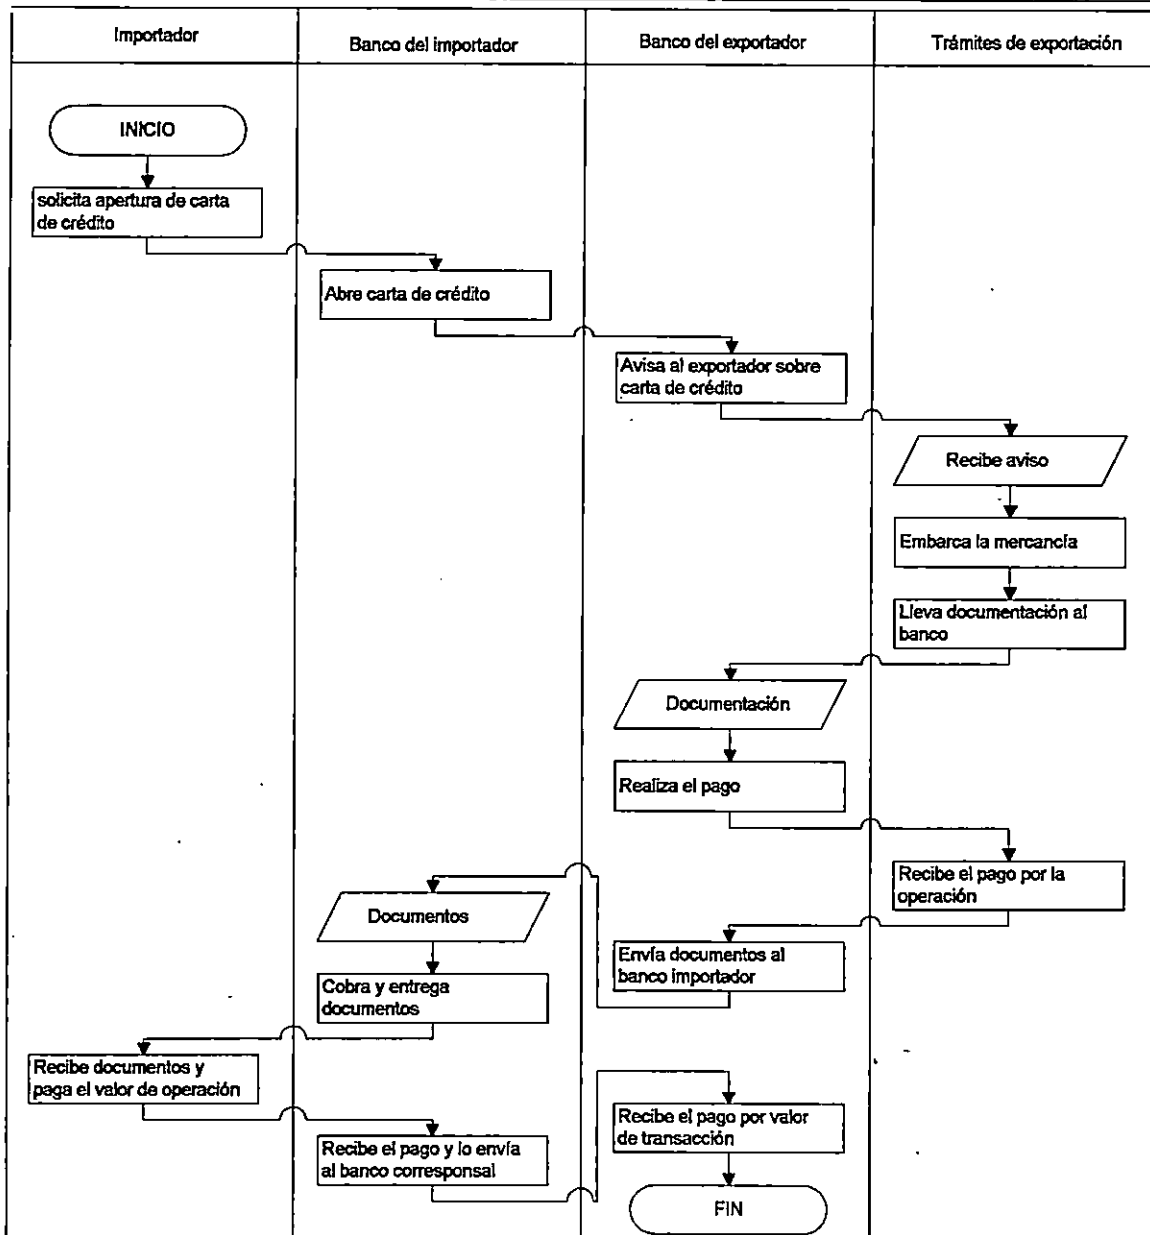 Importador
Banco del importador
Banco del exportador
Trámites de exportación
INICIO
solicita apertura de carta
de crédito
Abre carta de crédito
Avisa al exportador sobre
carta de crédito
Recibe aviso
Embarca la mercancía
Lleva documentación al
banco
Documentación
Realiza el pago
Recibe el pago por la
operación
Documentos
Envía documentos al
banco importador
Cobra y entrega
documentos
Recibe documentos y
paga el valor de operación
Recibe el pago por valor
de transacción
Recibe el pago y lo envía
al banco corresponsal
FIN